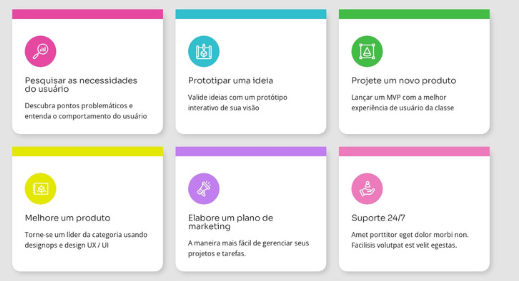 Pesquisar as necessidades
do usuário
Descubra pontos problemáticos e
entenda o comportamento do usuário
Prototipar uma ideia
Valide ideias com um protótipo
interativo de sua visão
Projete um novo produto
Lançar um MVP com a melhor
experiência de usuário da classe
Melhore um produto
Torne-se um líder da categoria usando
designops e design UX / UI
Elabore um plano de
marketing
A maneira mais fácil de gerenciar seus
projetos e tarefas.
Suporte 24/7
Amet porttitor eget dolor morbi non.
Facilisis volutpat est velit egestas.